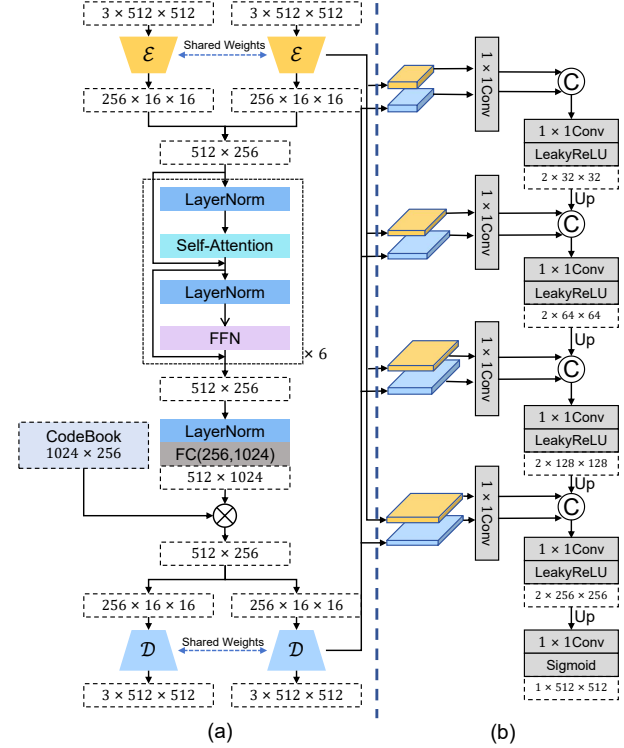 3 × 512 × 512
3 × 512 × 512
ℰ
Shared Weights
ℰ
256 × 16 × 16
256 × 16 × 16
512 × 256
LayerNorm
Self-Attention
LayerNorm
FFN
× 6
512 × 256
CodeBook
1024 × 256
LayerNorm
FC(256,1024)
512 × 1024
512 × 256
256 × 16 × 16
256 × 16 × 16
𝒟
Shared Weights
𝒟
3 × 512 × 512
3 × 512 × 512
(a)
1 × 1Conv
C
1 × 1Conv
LeakyReLU
2 × 32 × 32
Up
1 × 1Conv
C
1 × 1Conv
LeakyReLU
2 × 64 × 64
Up
1 × 1Conv
C
1 × 1Conv
LeakyReLU
2 × 128 × 128
Up
1 × 1Conv
C
1 × 1Conv
LeakyReLU
2 × 256 × 256
Up
1 × 1Conv
Sigmoid
1 × 512 × 512
(b)